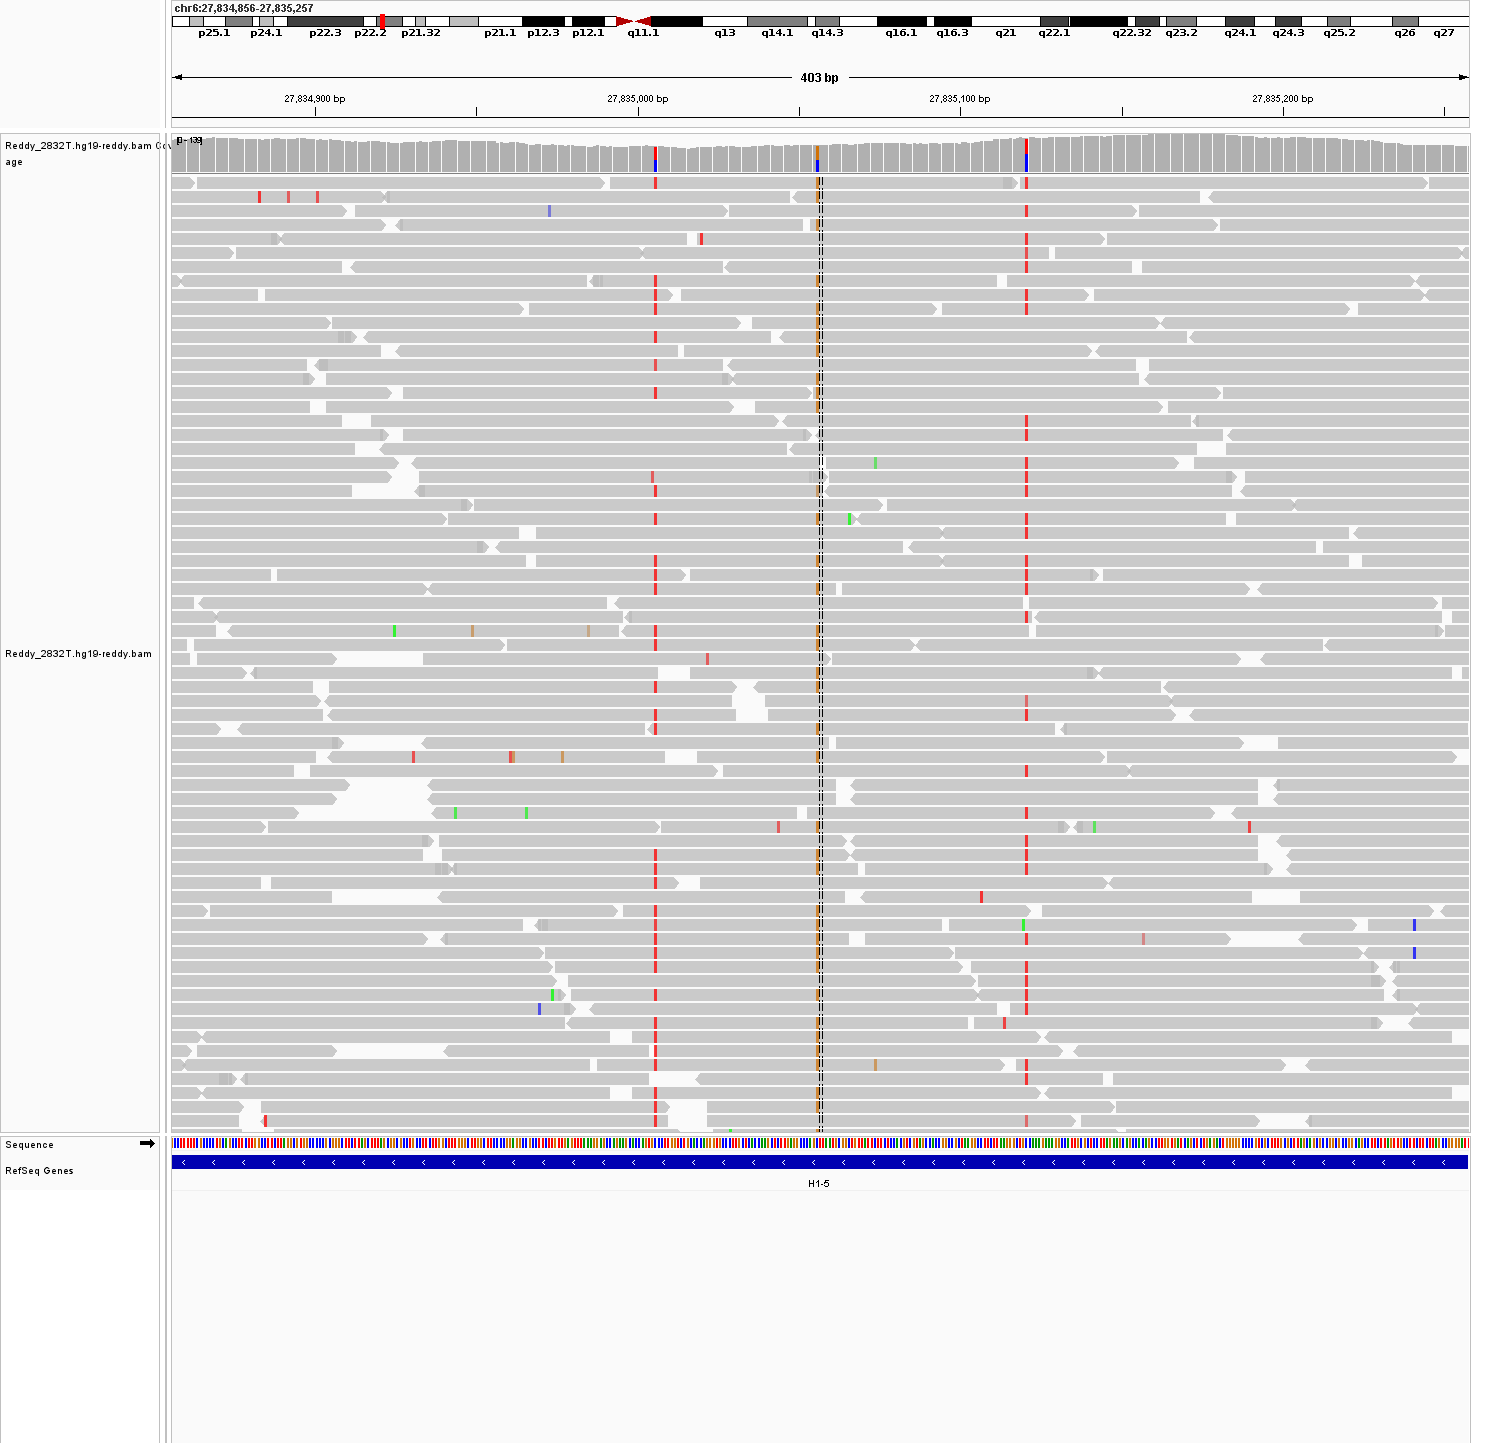 chr6:27,834,856-27,835,257
p25.1 p24.1 p22.3 p22.2 p21.32 p21.1 p12.3 p12.1 q11.1 q13 q14.1 q14.3 q16.1 q16.3 q21 q22.1 q22.32 q23.2 q24.1 q24.3 q25.2 q26 q27
403 bp
27,834,900 bp 27,835,000 bp 27,835,100 bp 27,835,200 bp
Reddy_2832T.hg19-reddy.bam Cov
age
[0 - 139]
Reddy_2832T.hg19-reddy.bam
Sequence
RefSeq Genes
H1-5